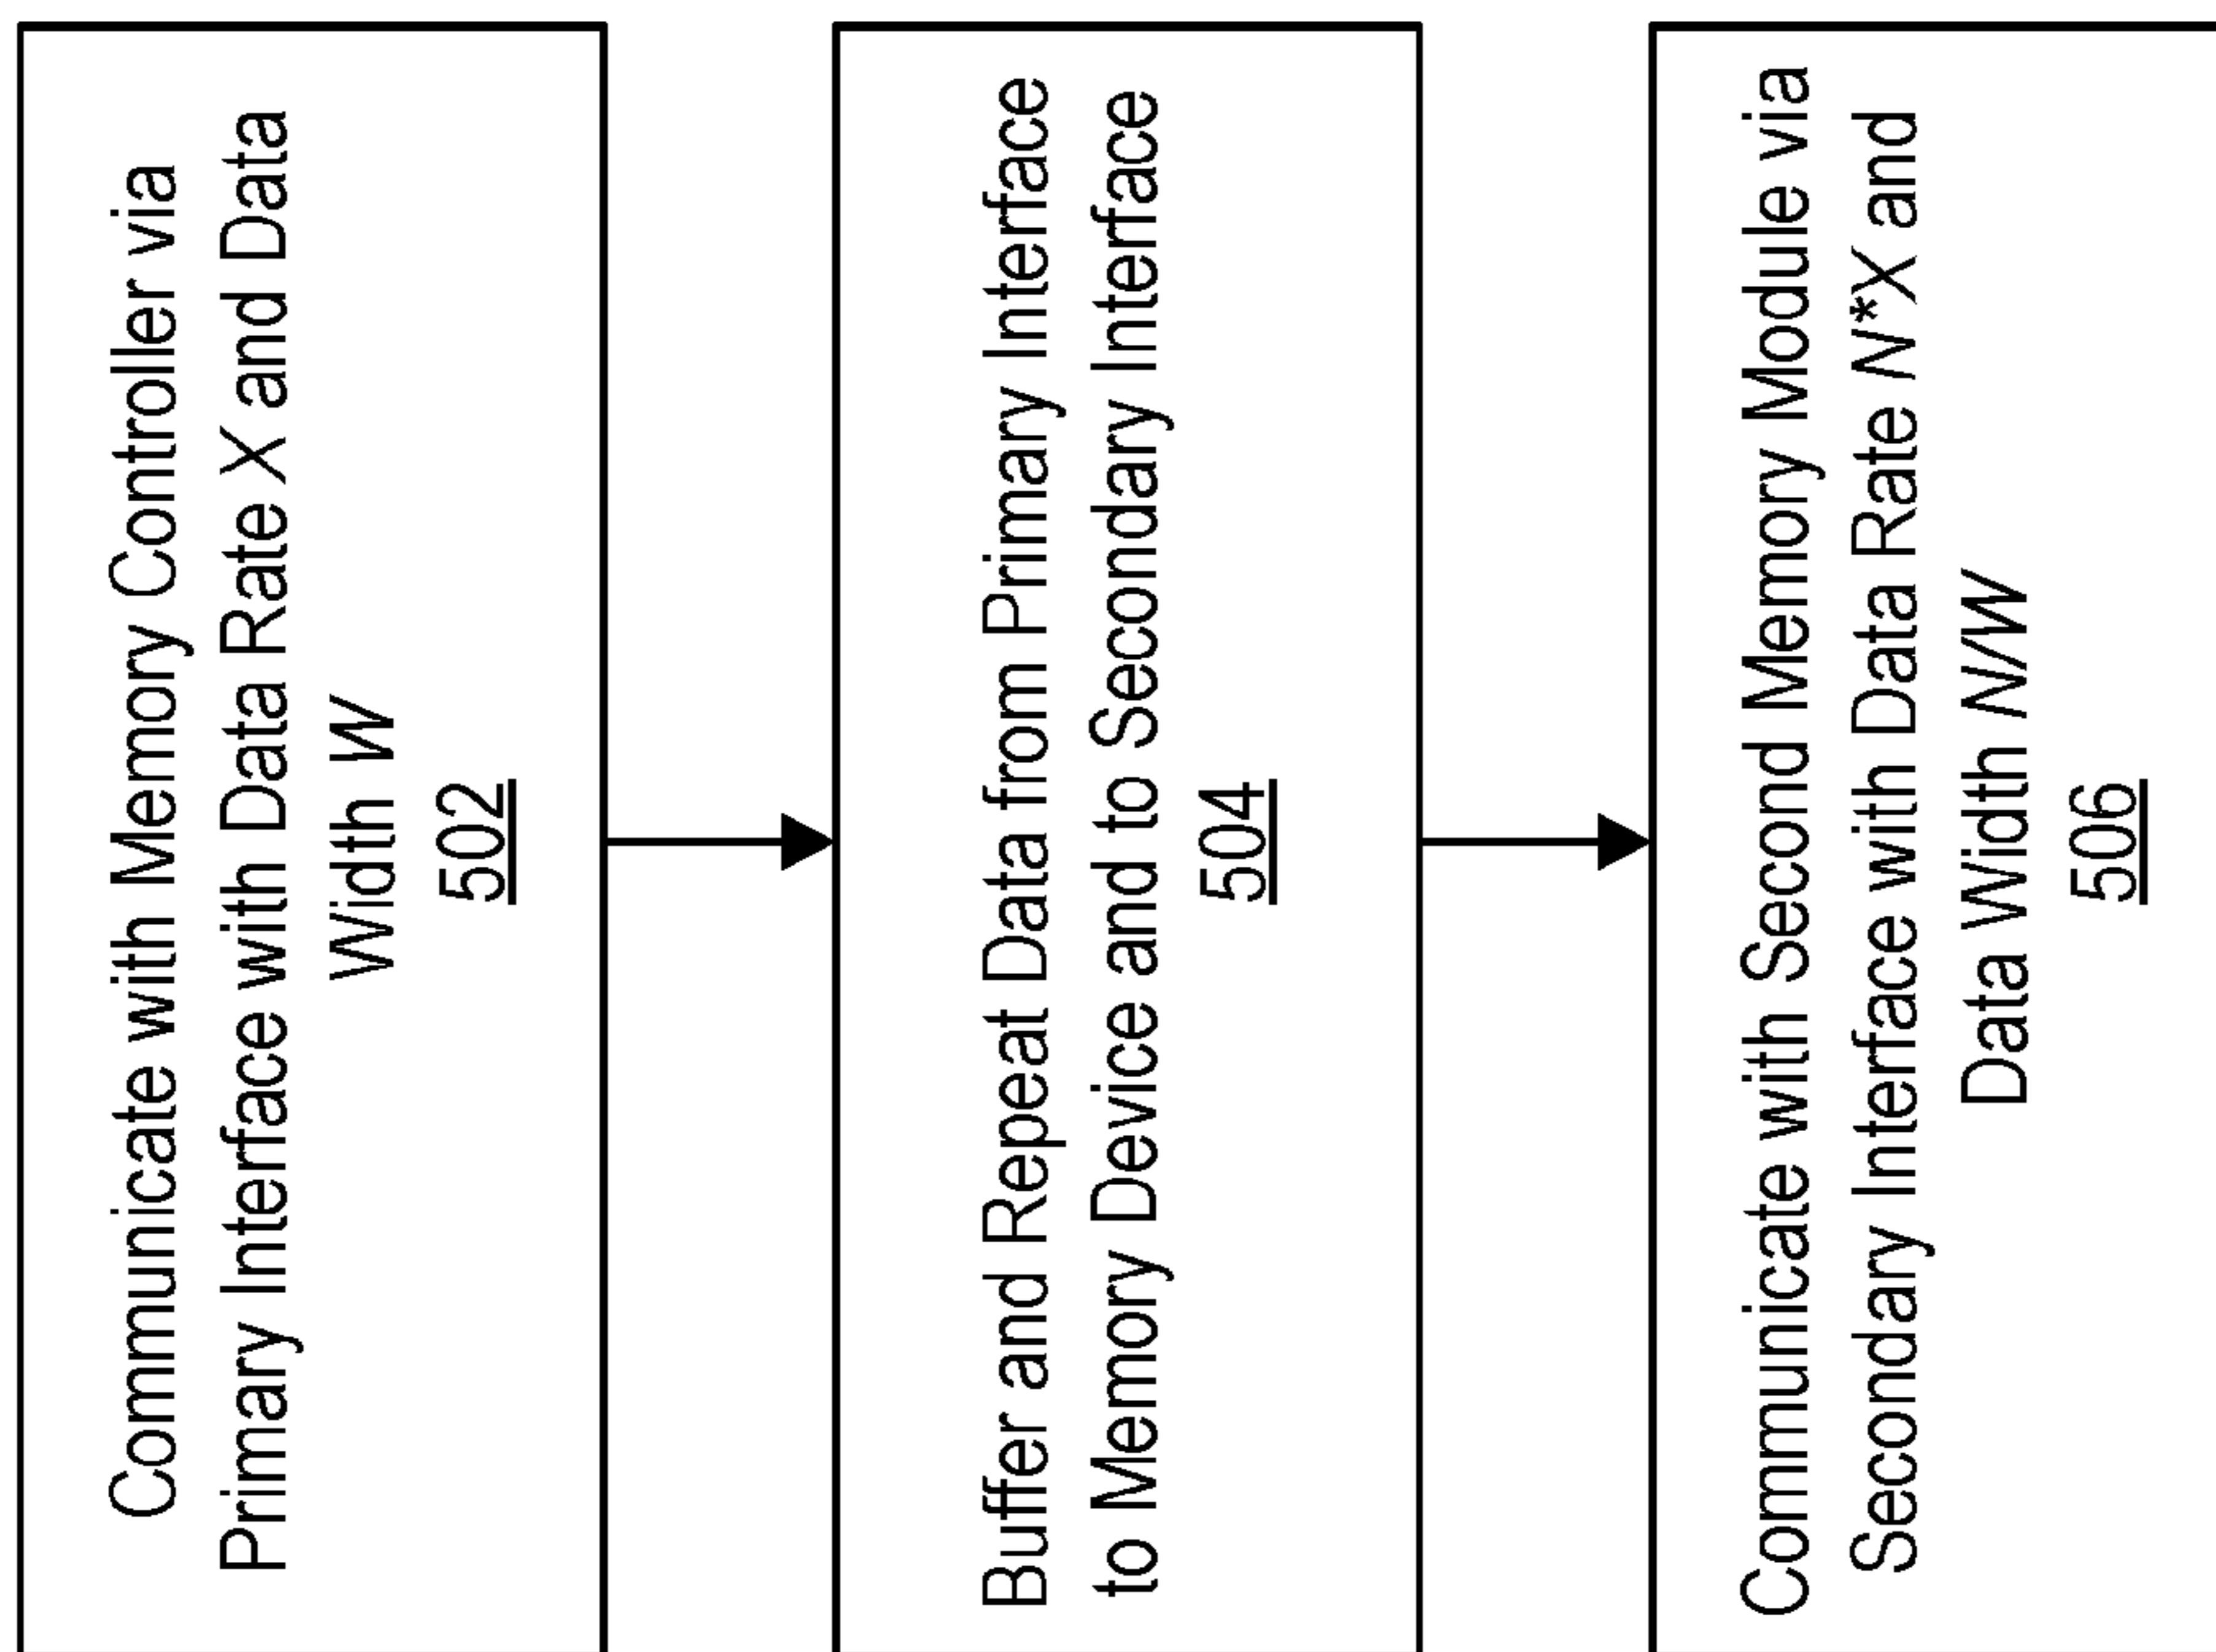 Communicate with Memory Controller via
Primary Interface with Data Rate X and Data
Width W
502
Buffer and Repeat Data from Primary Interface
to Memory Device and to Secondary Interface
504
Communicate with Second Memory Module via
Secondary Interface with Data Rate N*X and
Data Width N/W
506